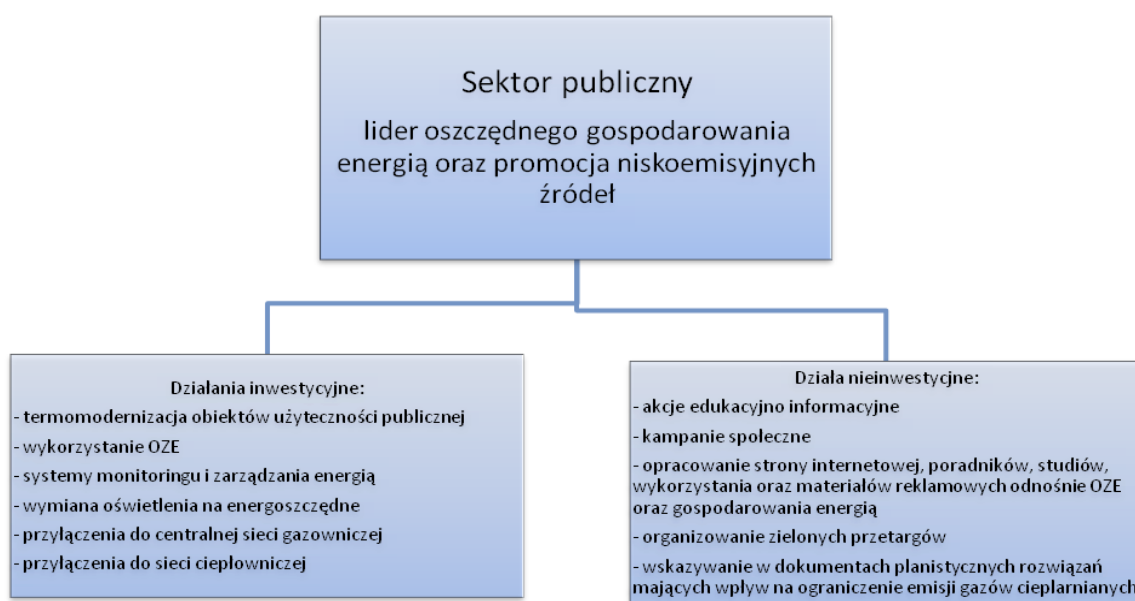 Sektor publiczny
lider oszczędnego gospodarowania
energią oraz promocja niskoemisyjnych
źródeł
Działania inwestycyjne:
- termomodernizacja obiektów użyteczności publicznej
- wykorzystanie OZE
- systemy monitoringu i zarządzania energią
- wymiana oświetlenia na energoszczędne
- przyłączenia do centralnej sieci gazowniczej
- przyłączenia do sieci ciepłowniczej
Działa nieinwestycjne:
- akcje edukacyjno informacyjne
- kampanie społeczne
- opracowanie strony internetowej, poradników, studiów,
wykorzystania oraz materiałów reklamowych odnośnie OZE
oraz gospodarowania energią
- organizowanie zielonych przetargów
- wskazywanie w dokumentach planistycznych rozwiązań
mających wpływ na ograniczenie emisji gazów cieplarnianych